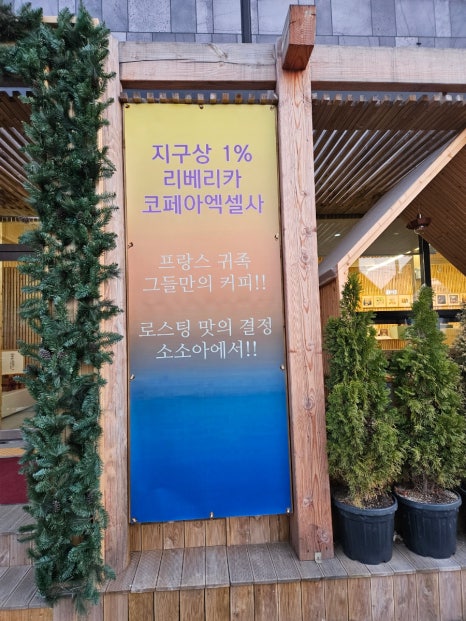 지구상 1%
리베리카
코페아엑셀사
프랑스 귀족
그들만의 커피!!
로스팅 맛의 결정
소소아에서!!